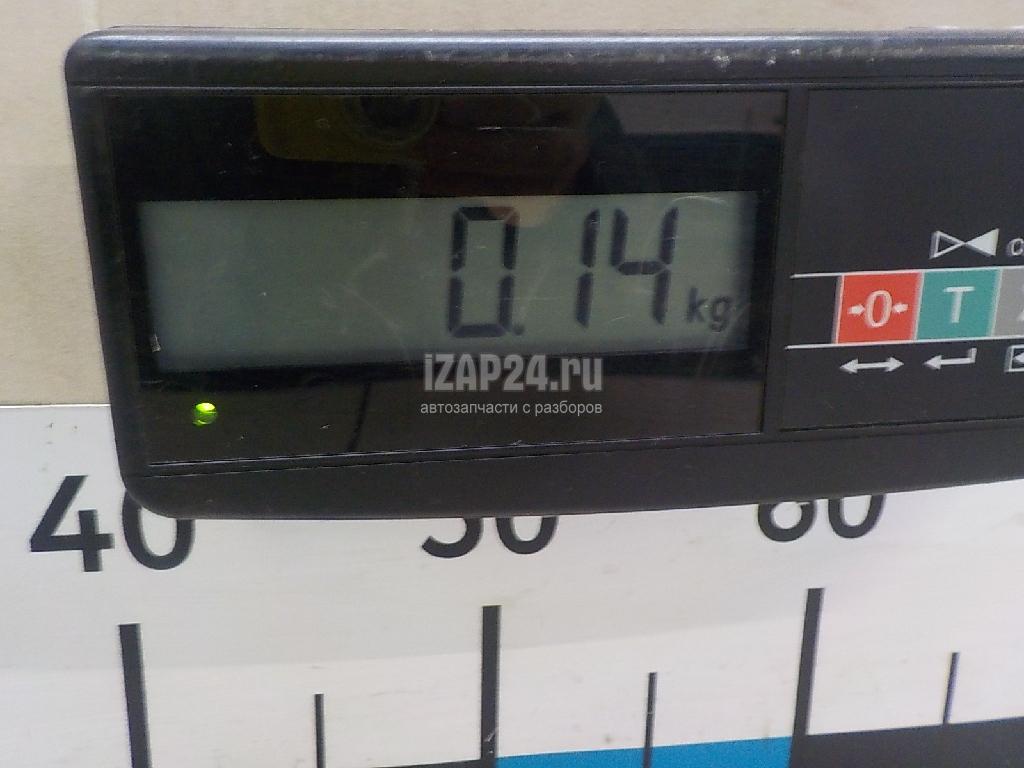 0.14 kg
→0← T
iZAP24.ru
автозапчасти с разборов
40 50 60